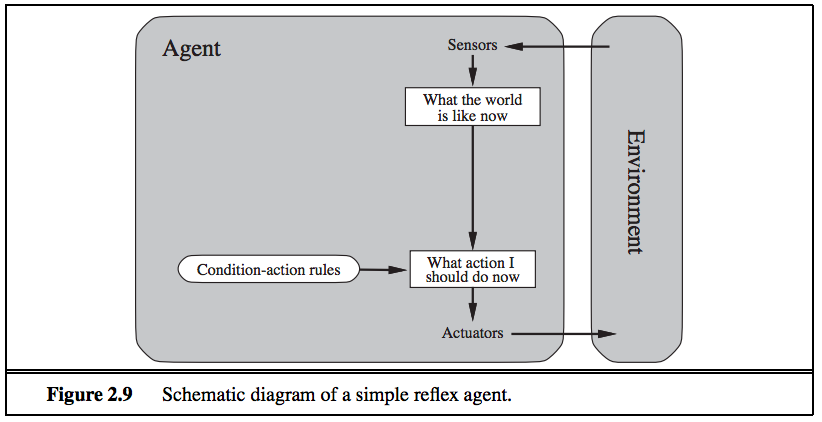 Agent
Sensors
What the world
is like now
Environment
Condition-action rules
What action I
should do now
Actuators
Figure 2.9 Schematic diagram of a simple reflex agent.